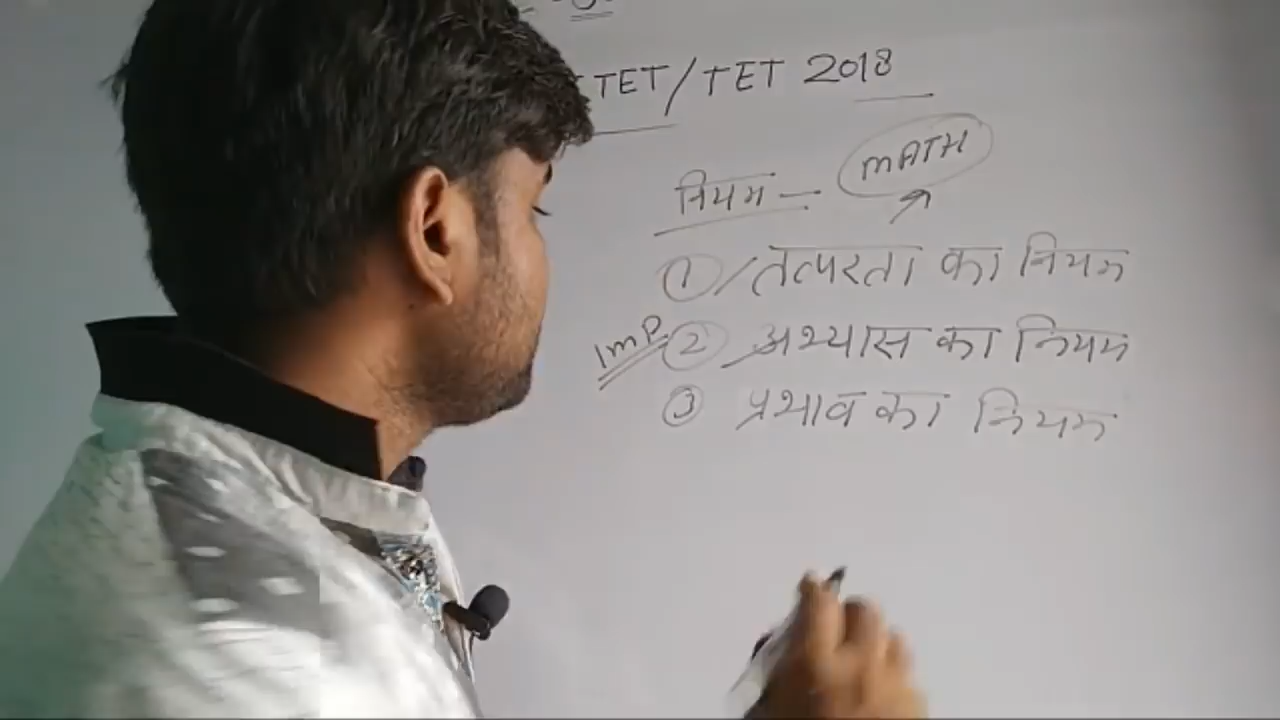 TET/TET 2018
नियम - MATH
① तत्परता का नियम
IMP. ② अभ्यास का नियम
③ प्रभाव का नियम